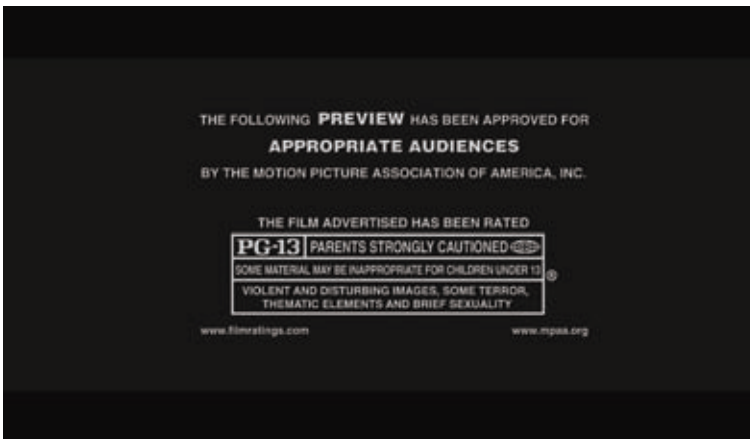 THE FOLLOWING PREVIEW HAS BEEN APPROVED FOR
APPROPRIATE AUDIENCES
BY THE MOTION PICTURE ASSOCIATION OF AMERICA, INC.
THE FILM ADVERTISED HAS BEEN RATED
PG-13 PARENTS STRONGLY CAUTIONED
SOME MATERIAL MAY BE INAPPROPRIATE FOR CHILDREN UNDER 13 ®
VIOLENT AND DISTURBING IMAGES, SOME TERROR,
THEMATIC ELEMENTS AND BRIEF SEXUALITY
www.filmratings.com www.mpaa.org